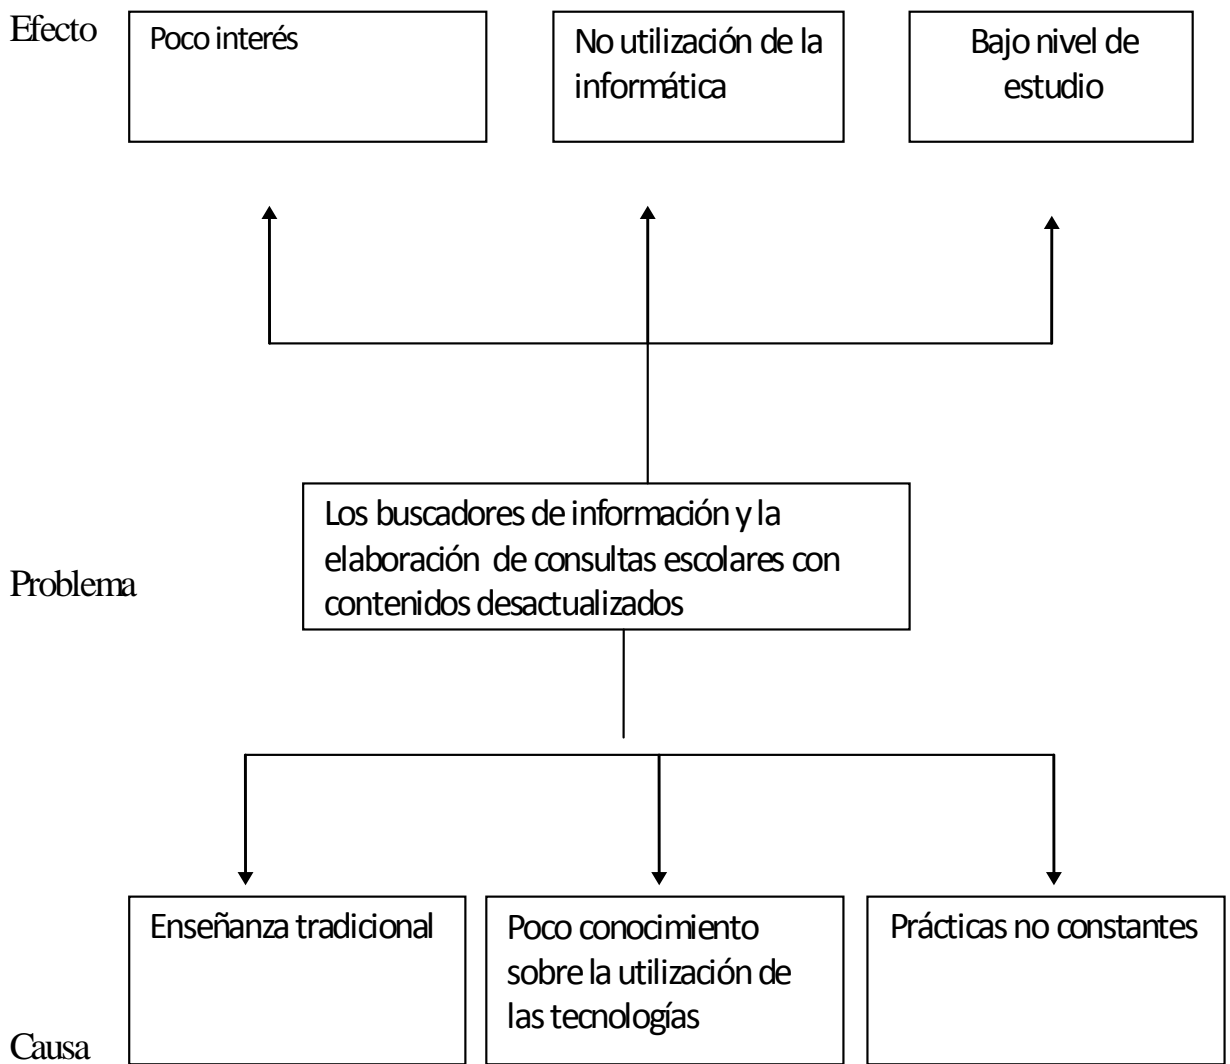 Efecto
Poco interés
No utilización de la
informática
Bajo nivel de
estudio
Los buscadores de información y la
elaboración de consultas escolares con
contenidos desactualizados
Problema
Enseñanza tradicional
Poco conocimiento
sobre la utilización de
las tecnologías
Prácticas no constantes
Causa